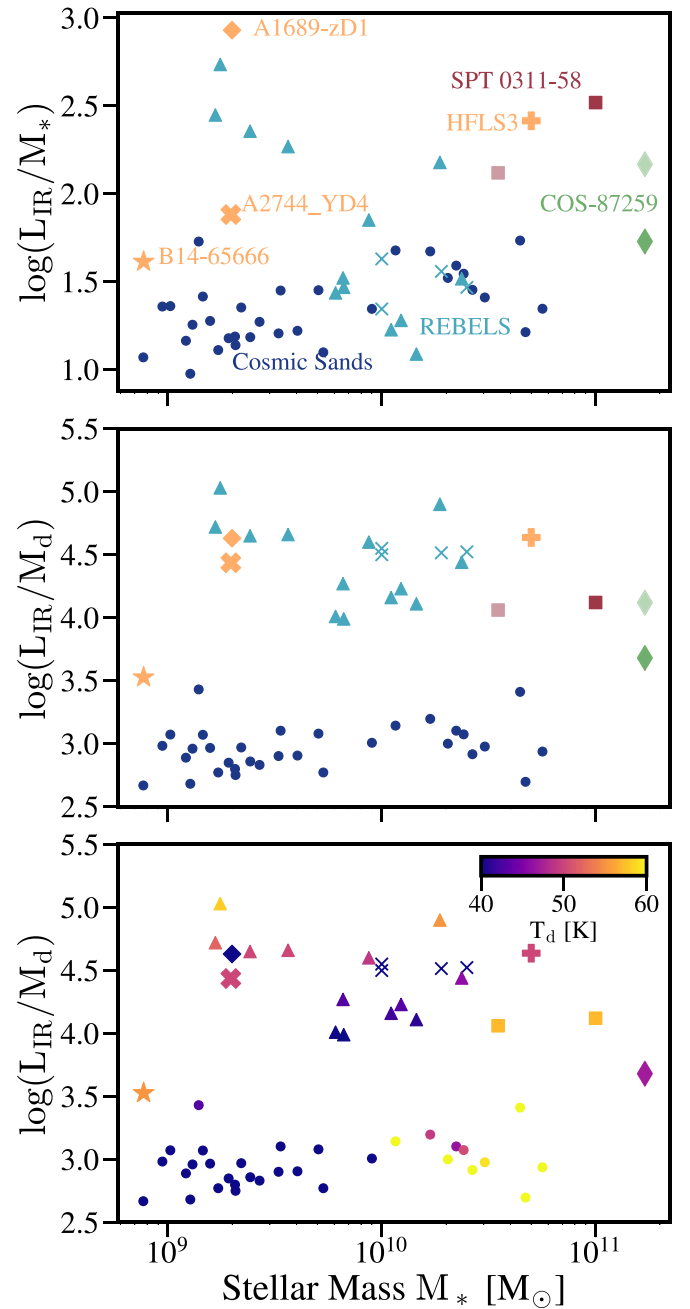 3.0
A1689-zD1
SPT 0311-58
2.5
HFLS3
log(L_IR/M_*)
2.0
A2744_YD4
COS-87259
B14-65666
1.5
REBELS
Cosmic Sands
1.0
5.5
5.0
4.5
log(L_IR/M_d)
4.0
3.5
3.0
2.5
5.5
40 50 60
T_d [K]
5.0
4.5
log(L_IR/M_d)
4.0
3.5
3.0
2.5
10^9 10^10 10^11
Stellar Mass M_* [M_⊙]